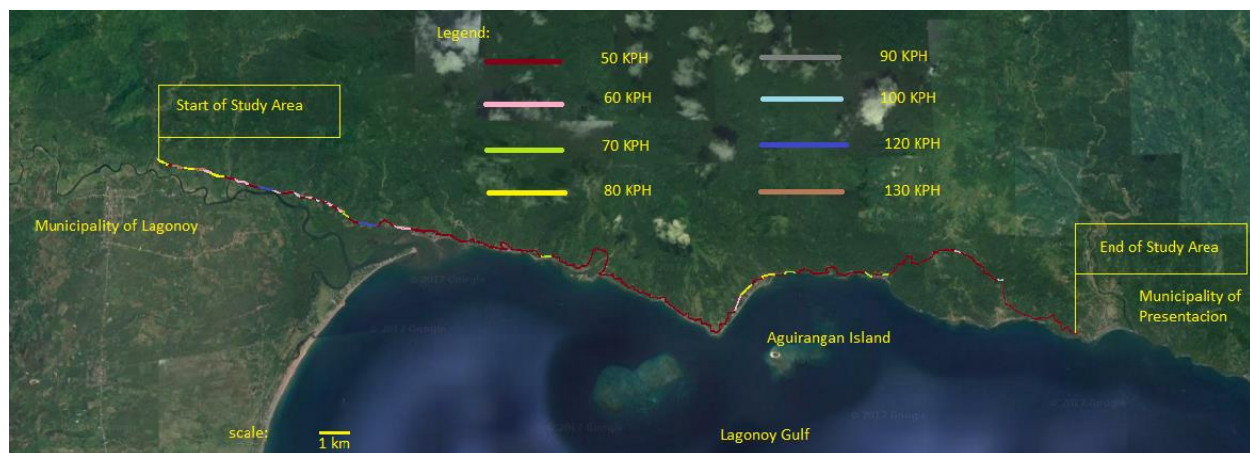 Legend:
50 KPH
60 KPH
70 KPH
80 KPH
90 KPH
100 KPH
120 KPH
130 KPH
Start of Study Area
Municipality of Lagonoy
End of Study Area
Municipality of
Presentacion
Aguirangan Island
Lagonoy Gulf
scale:
1 km